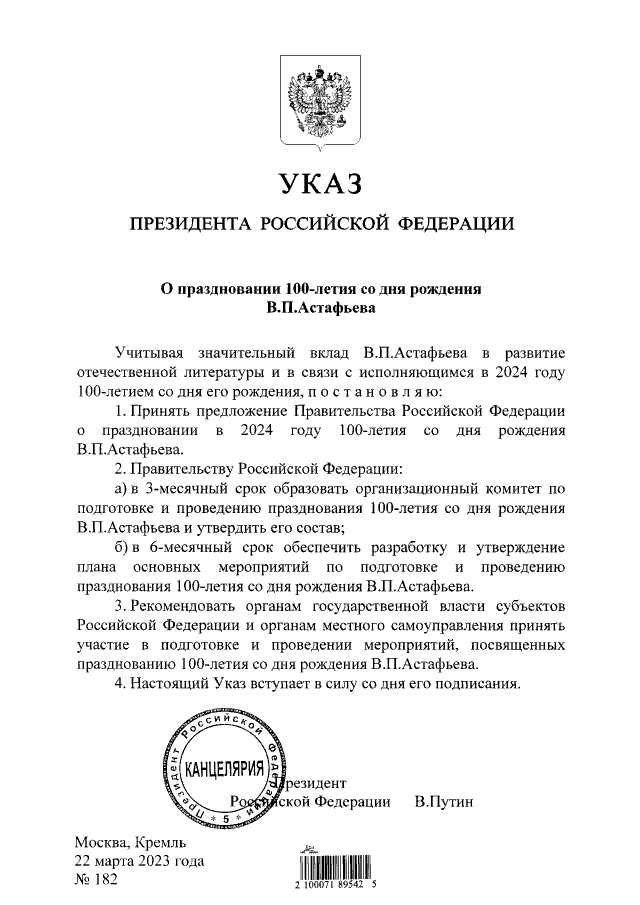 УКАЗ
ПРЕЗИДЕНТА РОССИЙСКОЙ ФЕДЕРАЦИИ
О праздновании 100-летия со дня рождения
В.П.Астафьева
Учитывая значительный вклад В.П.Астафьева в развитие
отечественной литературы и в связи с исполняющимся в 2024 году
100-летием со дня его рождения, п о с т а н о в л я ю:
1. Принять предложение Правительства Российской Федерации
о праздновании в 2024 году 100-летия со дня рождения
В.П.Астафьева.
2. Правительству Российской Федерации:
а) в 3-месячный срок образовать организационный комитет по
подготовке и проведению празднования 100-летия со дня рождения
В.П.Астафьева и утвердить его состав;
б) в 6-месячный срок обеспечить разработку и утверждение
плана основных мероприятий по подготовке и проведению
празднования 100-летия со дня рождения В.П.Астафьева.
3. Рекомендовать органам государственной власти субъектов
Российской Федерации и органам местного самоуправления принять
участие в подготовке и проведении мероприятий, посвященных
празднованию 100-летия со дня рождения В.П.Астафьева.
4. Настоящий Указ вступает в силу со дня его подписания.
Президент Российской Федерации
КАНЦЕЛЯРИЯ
* 5 *
Президент
Российской Федерации В.Путин
Москва, Кремль
22 марта 2023 года
№ 182
2 100071 89542 5